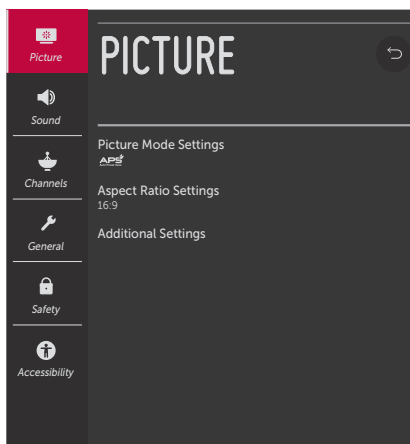 Picture
Sound
Channels
General
Safety
Accessibility
PICTURE
Picture Mode Settings
APS
Aspect Ratio Settings
16:9
Additional Settings